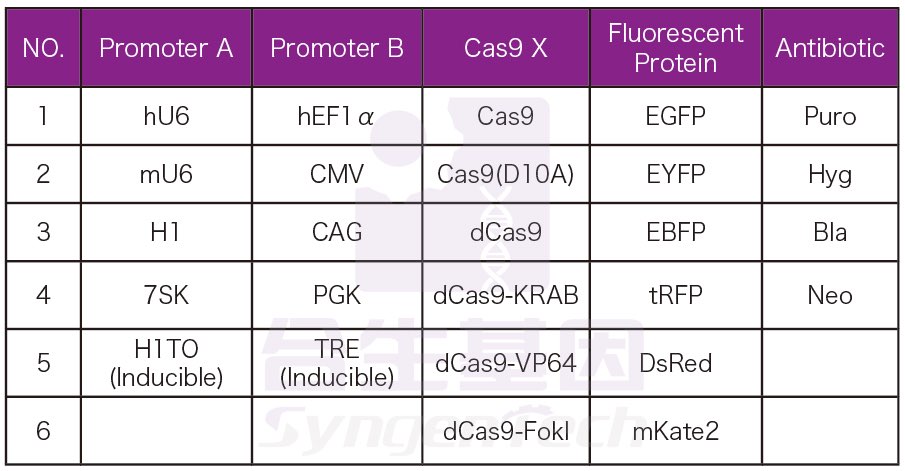 NO. Promoter A Promoter B Cas9 X Fluorescent Protein Antibiotic
1 hU6 hEF1α Cas9 EGFP Puro
2 mU6 CMV Cas9(D10A) EYFP Hyg
3 H1 CAG dCas9 EBFP Bla
4 7SK PGK dCas9-KRAB tRFP Neo
5 H1TO (Inducible) TRE (Inducible) dCas9-VP64 DsRed
6 dCas9-FokI mKate2
合生基因
SyngenTech